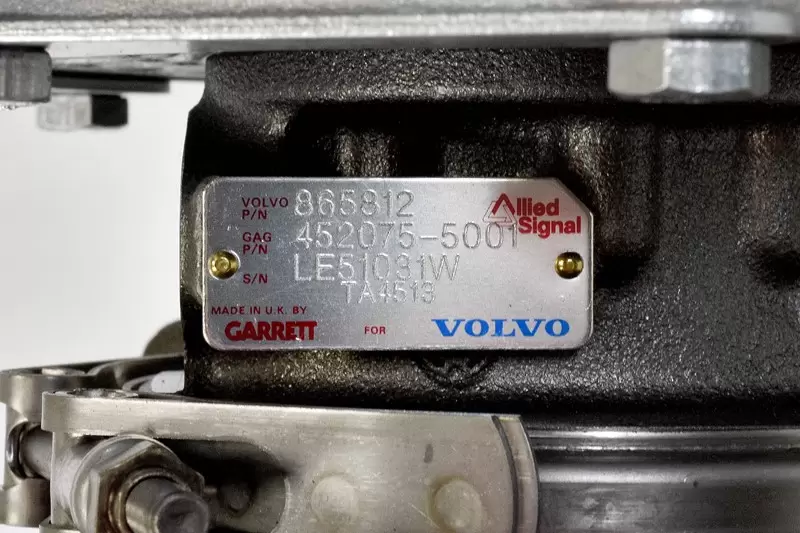 VOLVO P/N 865812
Allied Signal
GAG P/N 452075-5001
S/N LE51031W
TA4513
MADE IN U.K. BY
GARRETT FOR VOLVO